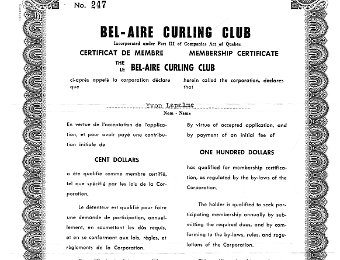 No. 247
BEL-AIRE CURLING CLUB
Incorporated under Part III of Companies Act of Quebec
CERTIFICAT DE MEMBRE MEMBERSHIP CERTIFICATE
THE
LE BEL-AIRE CURLING CLUB
ci-après appelé la corporation déclare que
herein called the corporation, declares that
Yvon
Nom - Name
En vertue de l'acceptation de l'application, et pour avoir payé une contribution initiale de
CENT DOLLARS
a été qualifié comme membre certifié, tel que spécifié par les lois de la Corporation.
Le détenteur est qualifié pour faire une demande de participation, annuellement, en soumettant les dûs requis, et en se conformant aux lois, règles, et règlements de la Corporation.
By virtue of accepted application, and by payment of an initial fee of
ONE HUNDRED DOLLARS
has qualified for membership certification, as regulated by the by-laws of the Corporation.
The holder is qualified to seek participating membership annually by submitting the required dues, and by conforming to the by-laws, rules, and regulations of the Corporation.